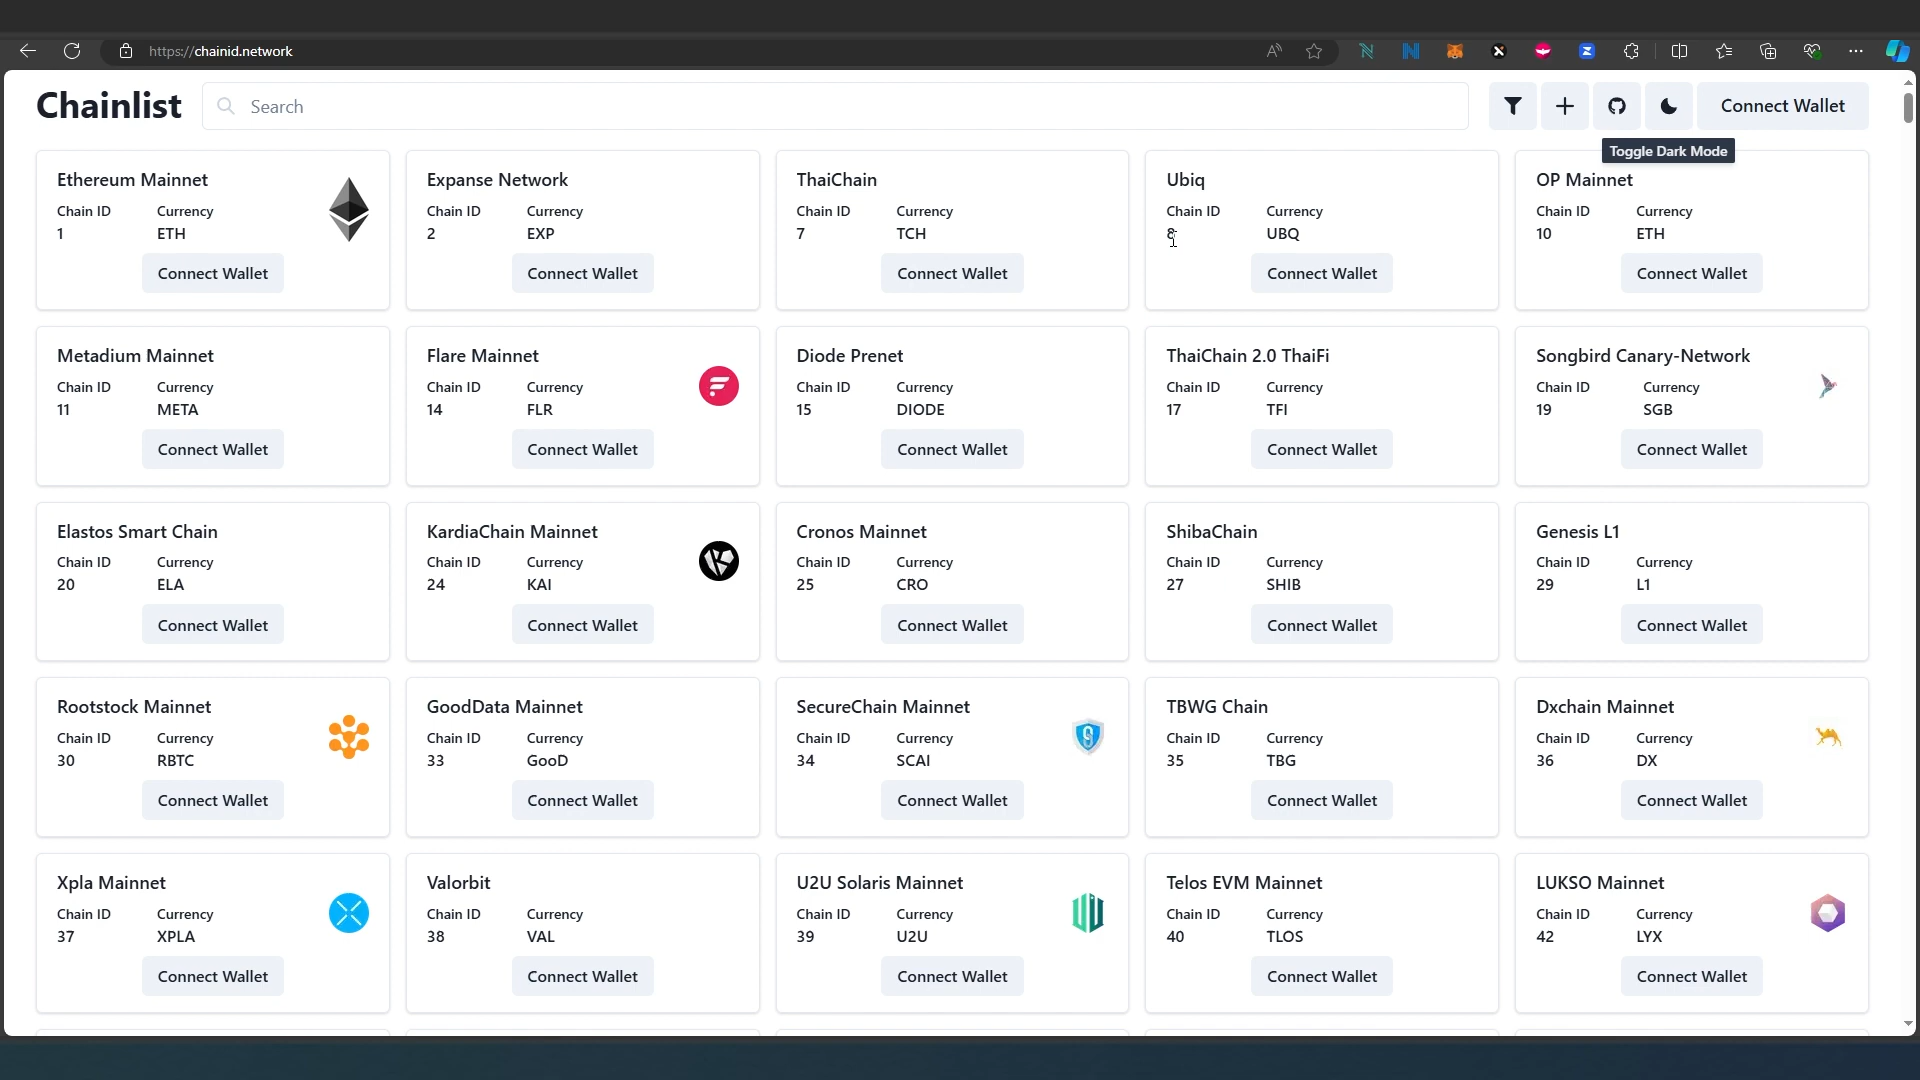 https://chainid.network
Chainlist
Search
Connect Wallet
Toggle Dark Mode
Ethereum Mainnet
Chain ID Currency
1 ETH
Connect Wallet
Expanse Network
Chain ID Currency
2 EXP
Connect Wallet
ThaiChain
Chain ID Currency
7 TCH
Connect Wallet
Ubiq
Chain ID Currency
8 UBQ
Connect Wallet
OP Mainnet
Chain ID Currency
10 ETH
Connect Wallet
Metadium Mainnet
Chain ID Currency
11 META
Connect Wallet
Flare Mainnet
Chain ID Currency
14 FLR
Connect Wallet
Diode Prenet
Chain ID Currency
15 DIODE
Connect Wallet
ThaiChain 2.0 ThaiFi
Chain ID Currency
17 TFI
Connect Wallet
Songbird Canary-Network
Chain ID Currency
19 SGB
Connect Wallet
Elastos Smart Chain
Chain ID Currency
20 ELA
Connect Wallet
KardiaChain Mainnet
Chain ID Currency
24 KAI
Connect Wallet
Cronos Mainnet
Chain ID Currency
25 CRO
Connect Wallet
ShibaChain
Chain ID Currency
27 SHIB
Connect Wallet
Genesis L1
Chain ID Currency
29 L1
Connect Wallet
Rootstock Mainnet
Chain ID Currency
30 RBTC
Connect Wallet
GoodData Mainnet
Chain ID Currency
33 GooD
Connect Wallet
SecureChain Mainnet
Chain ID Currency
34 SCAI
Connect Wallet
TBWG Chain
Chain ID Currency
35 TBG
Connect Wallet
Dxchain Mainnet
Chain ID Currency
36 DX
Connect Wallet
Xpla Mainnet
Chain ID Currency
37 XPLA
Connect Wallet
Valorbit
Chain ID Currency
38 VAL
Connect Wallet
U2U Solaris Mainnet
Chain ID Currency
39 U2U
Connect Wallet
Telos EVM Mainnet
Chain ID Currency
40 TLOS
Connect Wallet
LUKSO Mainnet
Chain ID Currency
42 LYX
Connect Wallet